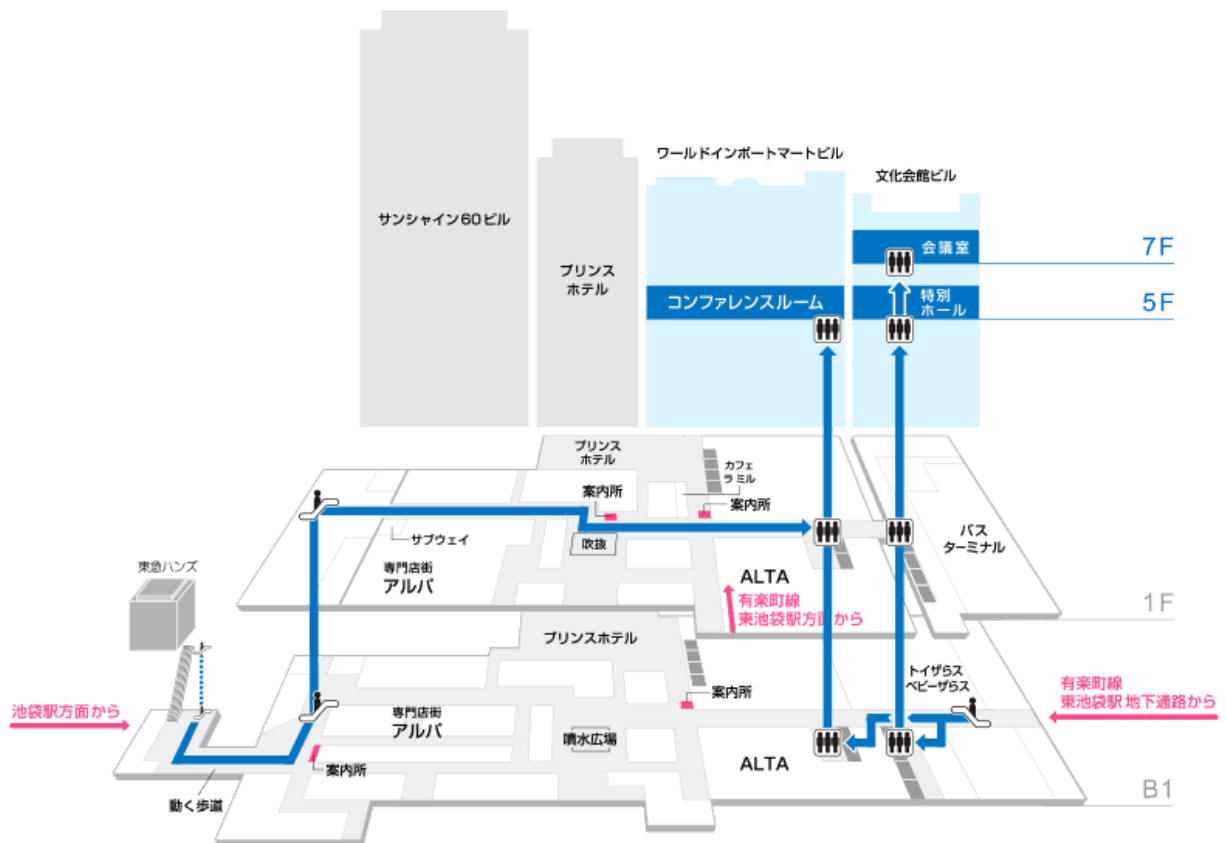 ワールドインポートマートビル
文化会館ビル
サンシャイン60ビル
会議室
7F
プリンス
ホテル
コンファレンスルーム
特別
ホール
5F
プリンス
ホテル
カフェ
ラミル
案内所
案内所
サブウェイ
吹抜
バス
ターミナル
東急ハンズ
専門店街
アルパ
ALTA
有楽町線
東池袋駅方面から
1F
プリンスホテル
トイザらス
ベビーザらス
案内所
有楽町線
東池袋駅 地下通路から
池袋駅方面から
専門店街
アルパ
噴水広場
ALTA
案内所
動く歩道
B1